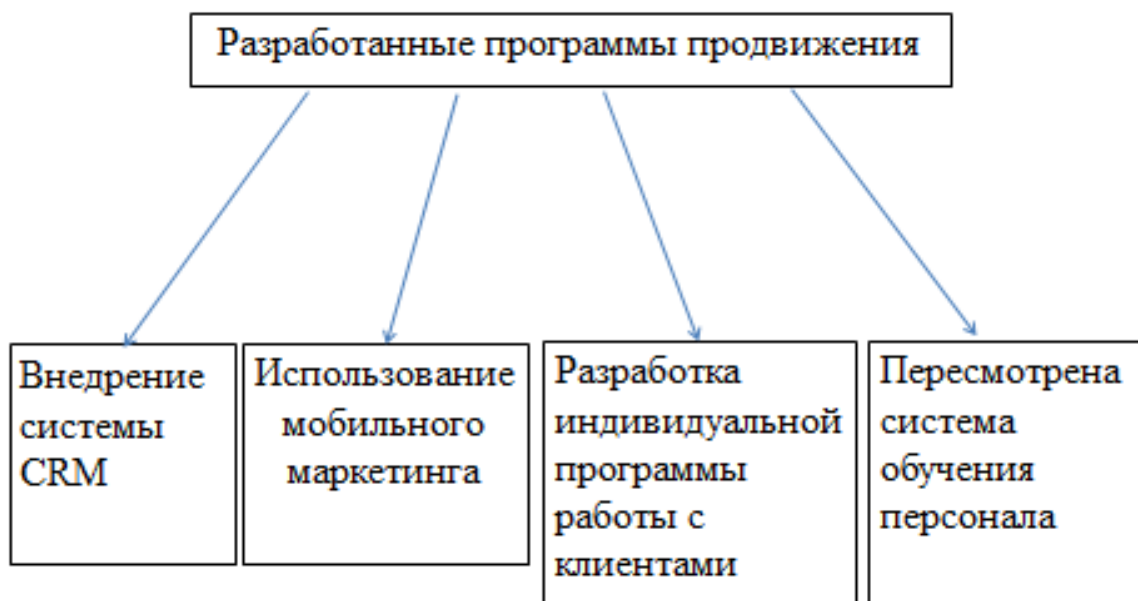 Разработанные программы продвижения
Внедрение
системы
CRM
Использование
мобильного
маркетинга
Разработка
индивидуальной
программы
работы с
клиентами
Пересмотрена
система
обучения
персонала